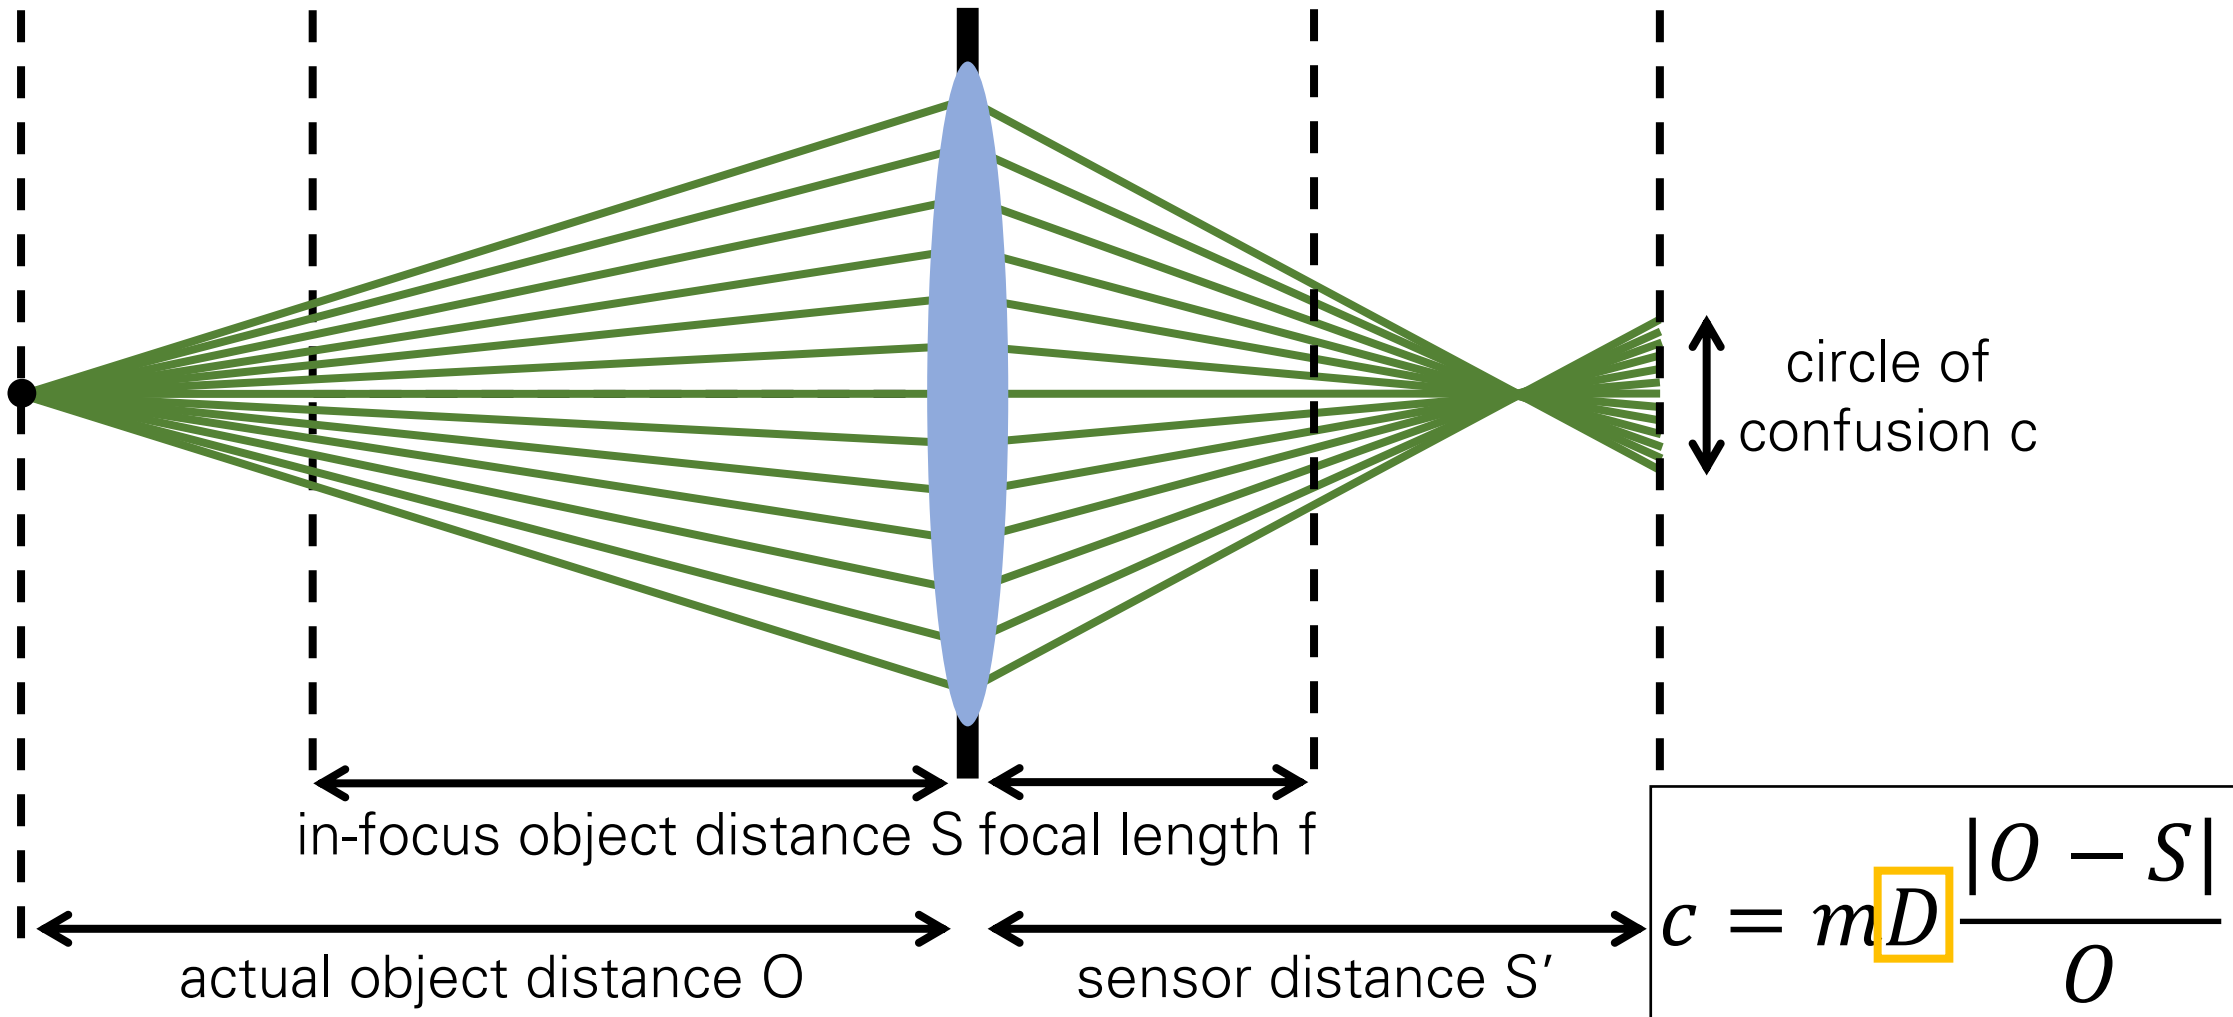 circle of
confusion c
in-focus object distance S focal length f
actual object distance O
sensor distance S'
c = mD |O − S| / O